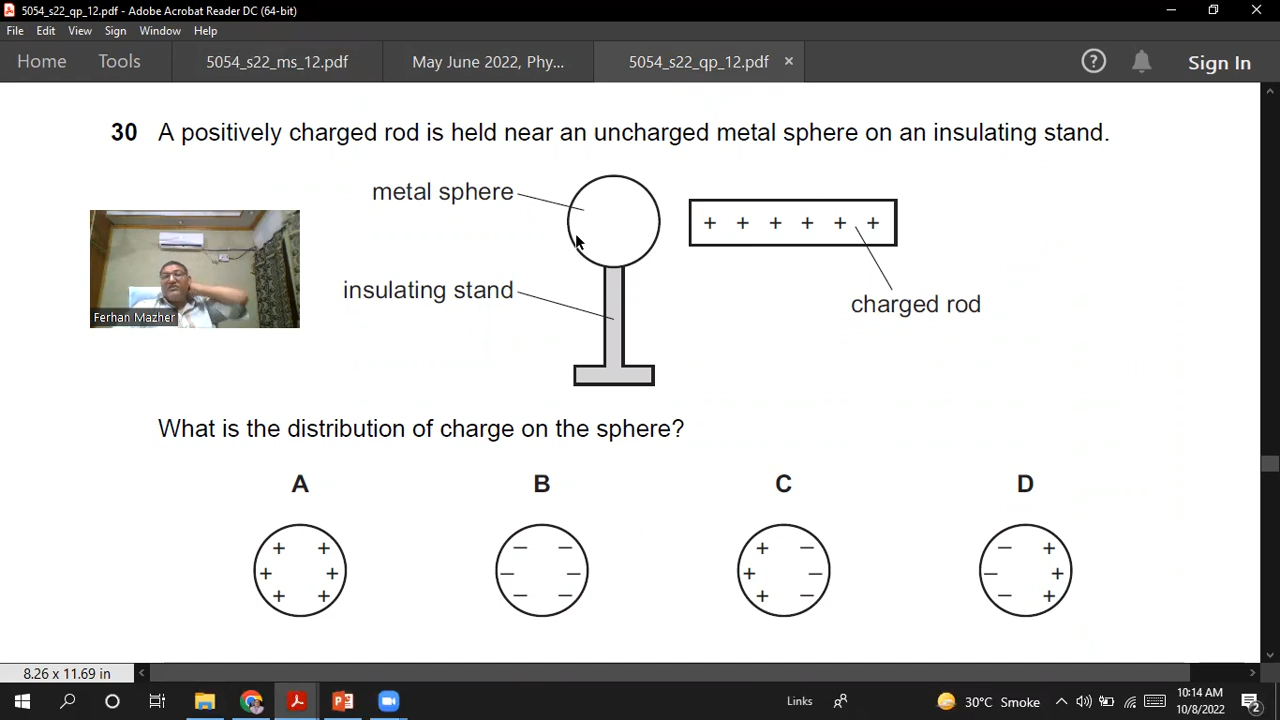 5054_s22_qp_12.pdf - Adobe Acrobat Reader DC (64-bit)
File Edit View Sign Window Help
Home Tools 5054_s22_ms_12.pdf May June 2022, Phy... 5054_s22_qp_12.pdf × ? Sign In
30 A positively charged rod is held near an uncharged metal sphere on an insulating stand.
metal sphere
+ + + + + +
insulating stand
charged rod
Ferhan Mazher
What is the distribution of charge on the sphere?
A B C D
+ + – – + – – +
+ + – – + – – +
+ + – – + – – +
8.26 x 11.69 in
Links 30°C Smoke 10:14 AM
10/8/2022 2